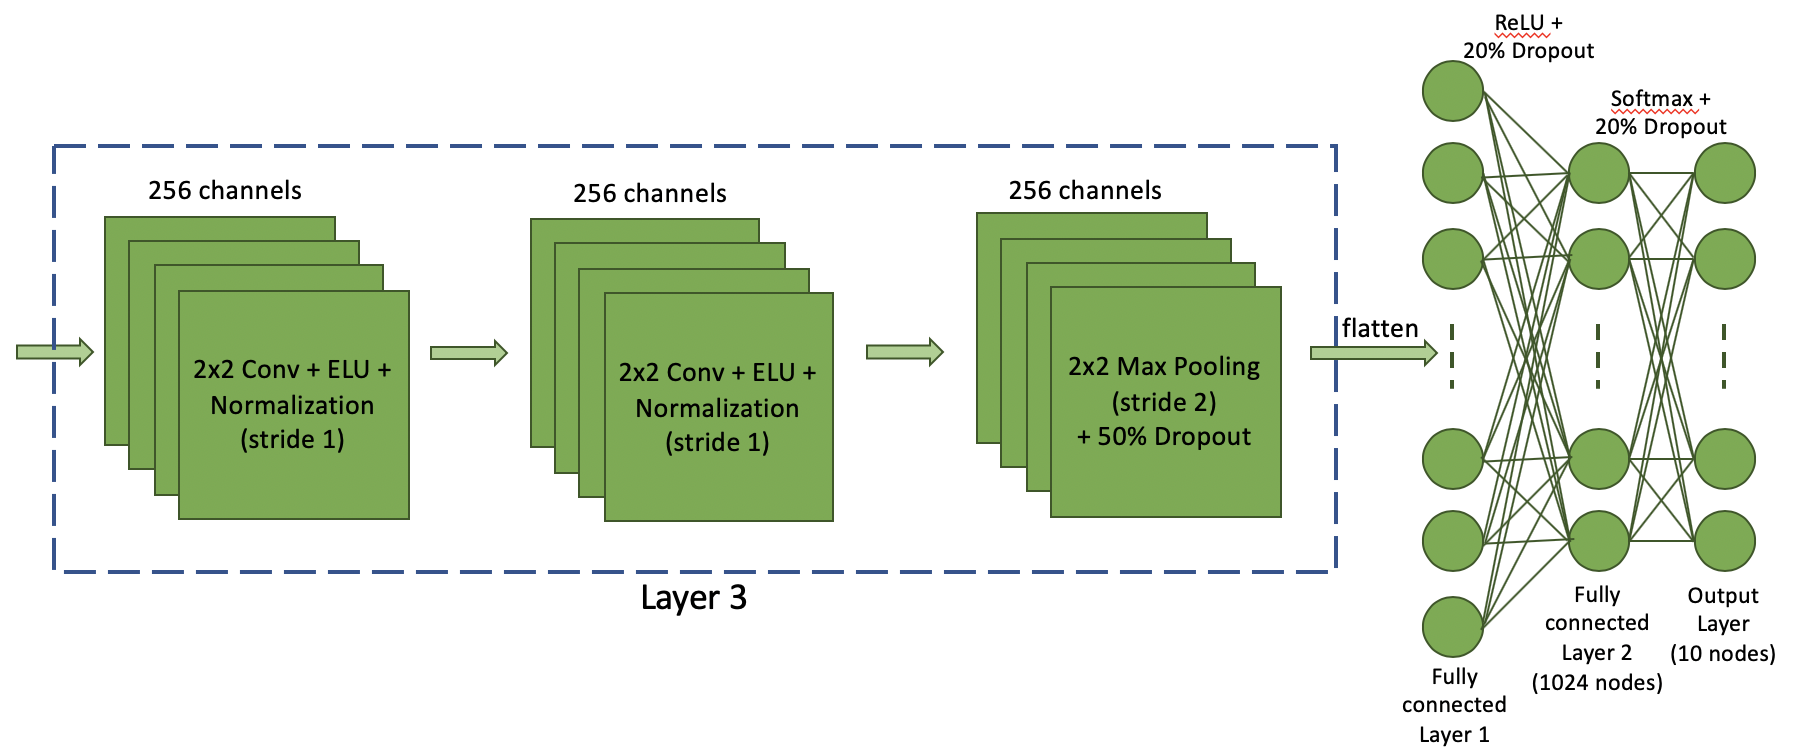 256 channels
2x2 Conv + ELU +
Normalization
(stride 1)
256 channels
2x2 Conv + ELU +
Normalization
(stride 1)
256 channels
2x2 Max Pooling
(stride 2)
+ 50% Dropout
Layer 3
flatten
ReLU +
20% Dropout
Softmax +
20% Dropout
Fully
connected
Layer 1
Fully
connected
Layer 2
(1024 nodes)
Output
Layer
(10 nodes)